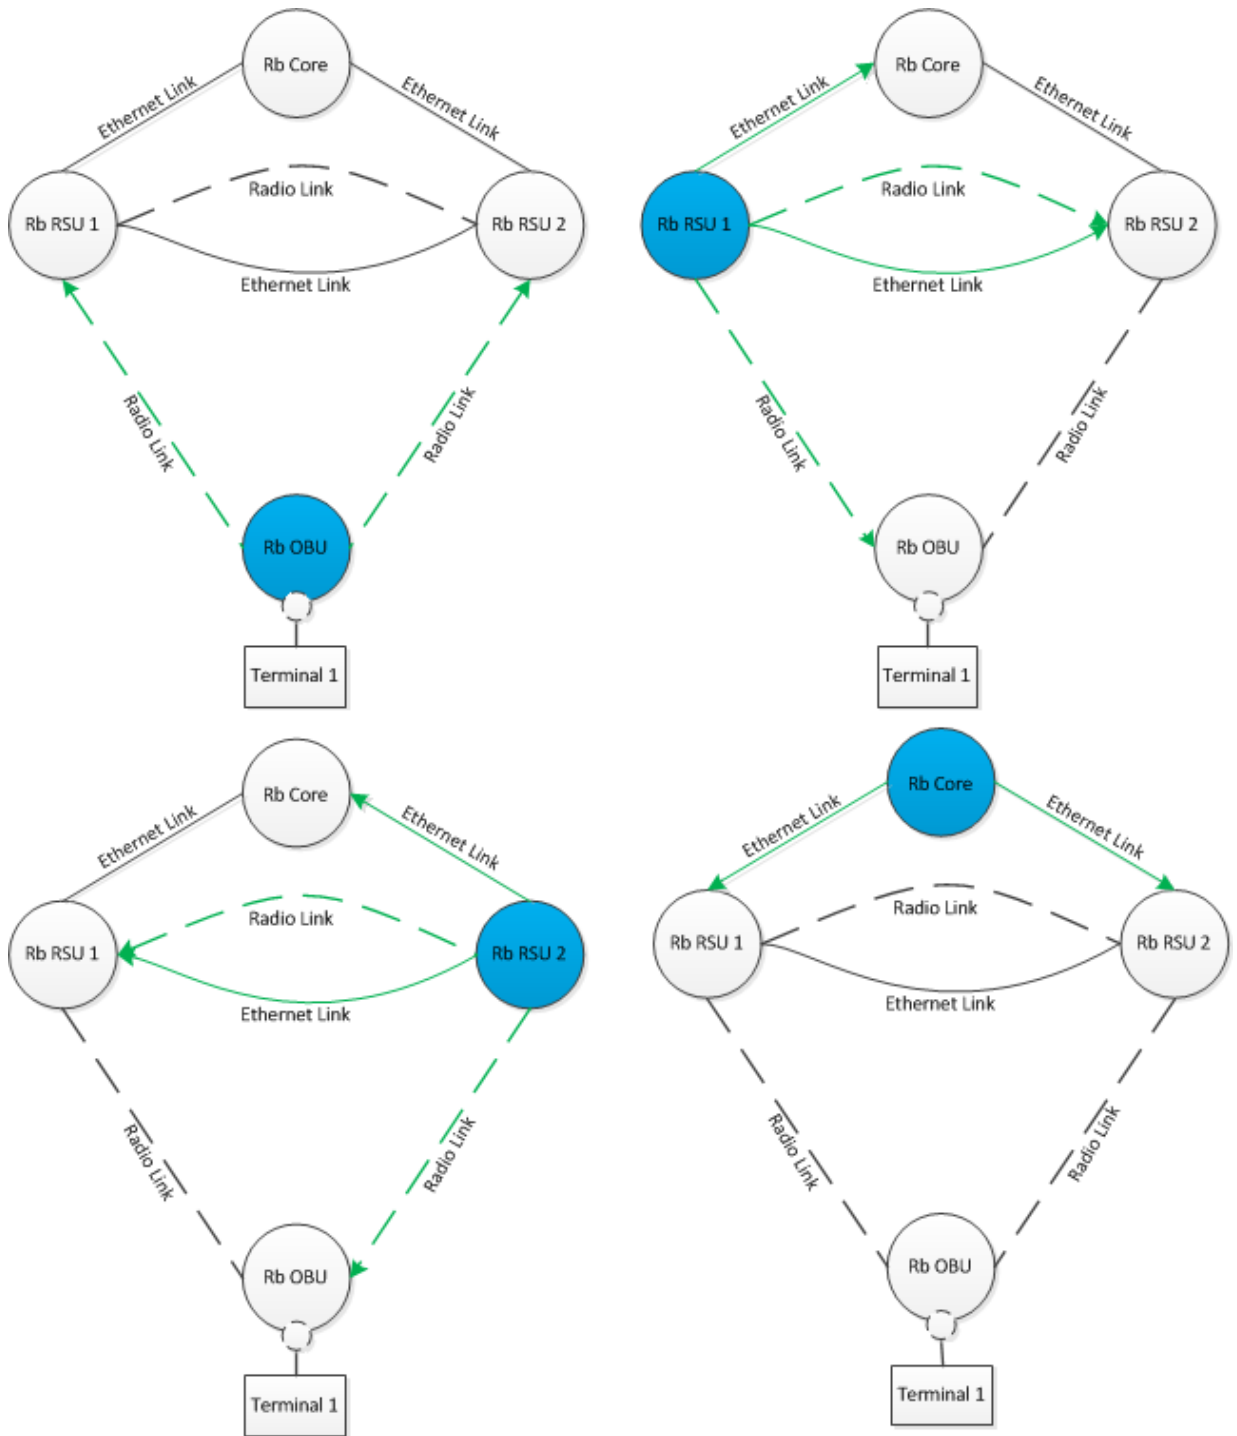 Rb Core
Ethernet Link
Ethernet Link
Radio Link
Rb RSU 1
Rb RSU 2
Ethernet Link
Radio Link
Radio Link
Rb OBU
Terminal 1
Rb Core
Ethernet Link
Ethernet Link
Radio Link
Rb RSU 1
Rb RSU 2
Ethernet Link
Radio Link
Radio Link
Rb OBU
Terminal 1
Rb Core
Ethernet Link
Ethernet Link
Radio Link
Rb RSU 1
Rb RSU 2
Ethernet Link
Radio Link
Radio Link
Rb OBU
Terminal 1
Rb Core
Ethernet Link
Ethernet Link
Radio Link
Rb RSU 1
Rb RSU 2
Ethernet Link
Radio Link
Radio Link
Rb OBU
Terminal 1